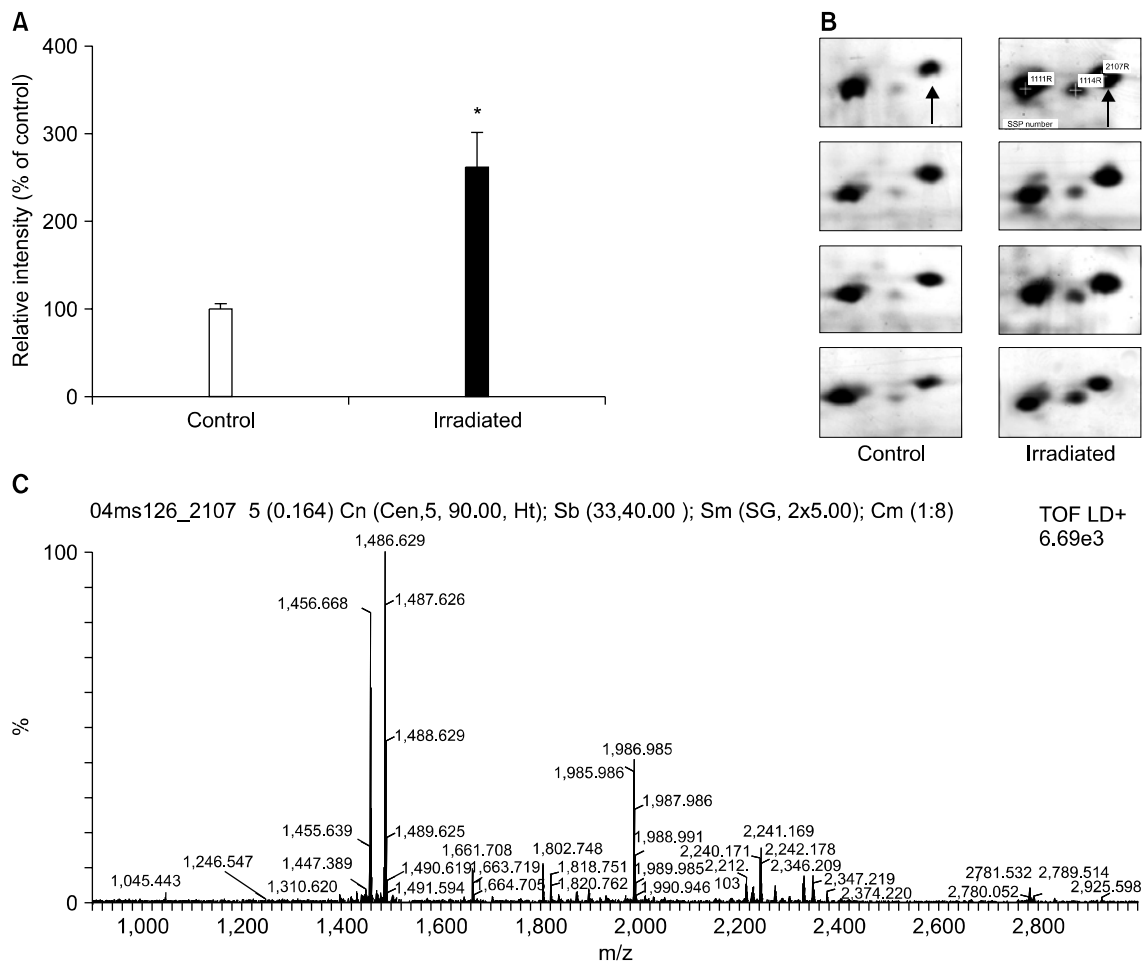 A
Relative intensity (% of control)
400
300
200
100
0
*
Control
Irradiated
B
1111R
1114R
2107R
SSP number
Control
Irradiated
C
04ms126_2107 5 (0.164) Cn (Cen,5, 90.00, Ht); Sb (33,40.00 ); Sm (SG, 2x5.00); Cm (1:8)
TOF LD+
6.69e3
100
%
0
1,045.443
1,246.547
1,310.620
1,447.389
1,455.639
1,456.668
1,486.629
1,487.626
1,488.629
1,489.625
1,490.619
1,491.594
1,661.708
1,663.719
1,664.705
1,802.748
1,818.751
1,820.762
1,986.985
1,985.986
1,987.986
1,988.991
1,989.985
1,990.946
2,212.
103
2,240.171
2,241.169
2,242.178
2,346.209
2,347.219
2,374.220
2781.532
2,780.052
2,789.514
2,925.598
1,000 1,200 1,400 1,600 1,800 2,000 2,200 2,400 2,600 2,800
m/z